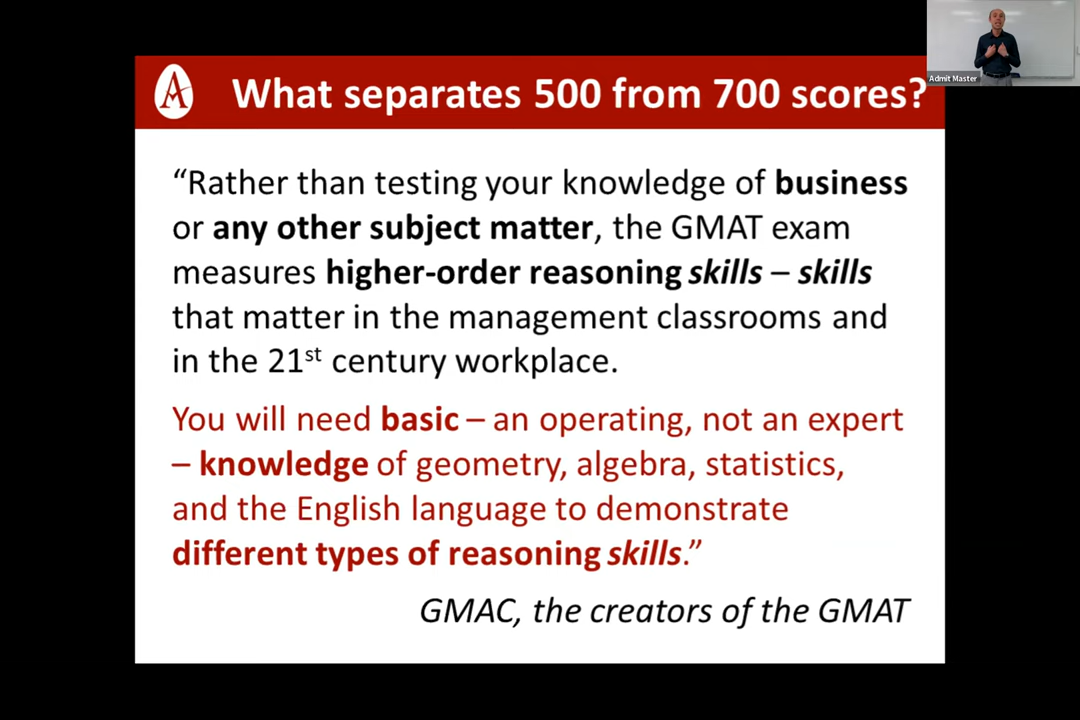 Admit Master
What separates 500 from 700 scores?
“Rather than testing your knowledge of business
or any other subject matter, the GMAT exam
measures higher-order reasoning skills – skills
that matter in the management classrooms and
in the 21st century workplace.
You will need basic – an operating, not an expert
– knowledge of geometry, algebra, statistics,
and the English language to demonstrate
different types of reasoning skills.”
GMAC, the creators of the GMAT